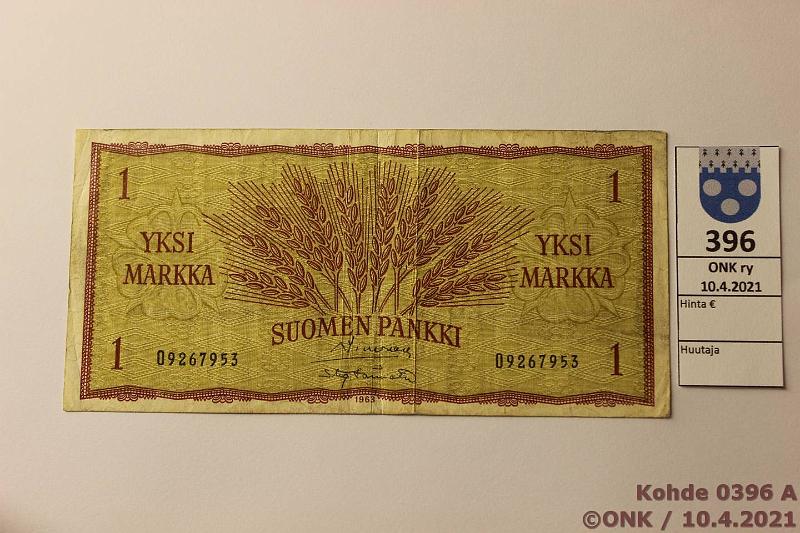 1
1
YKSI
MARKKA
YKSI
MARKKA
SUOMEN PANKKI
1
09267953
09267953
1
1963
396
ONK ry
10.4.2021
Hinta €
Huutaja
Kohde 0396 A
©ONK / 10.4.2021